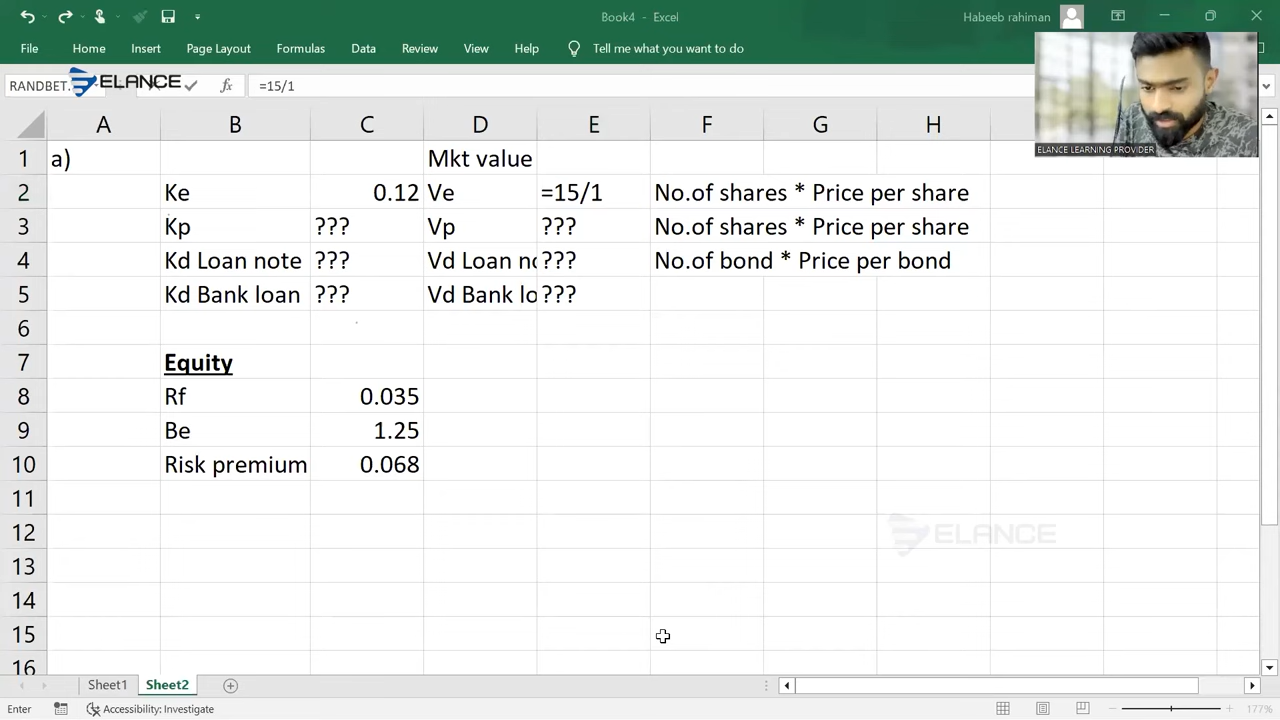 Book4 - Excel
Habeeb rahiman
File Home Insert Page Layout Formulas Data Review View Help Tell me what you want to do
RANDBET.
ELANCE
fx =15/1
ELANCE LEARNING PROVIDER
A B C D E F G H
1 a) Mkt value
2 Ke 0.12 Ve =15/1 No.of shares * Price per share
3 Kp ??? Vp ??? No.of shares * Price per share
4 Kd Loan note ??? Vd Loan no ??? No.of bond * Price per bond
5 Kd Bank loan ??? Vd Bank lo ???
6
7 Equity
8 Rf 0.035
9 Be 1.25
10 Risk premium 0.068
11
12 ELANCE
13
14
15
16
Sheet1 Sheet2
Enter Accessibility: Investigate 177%